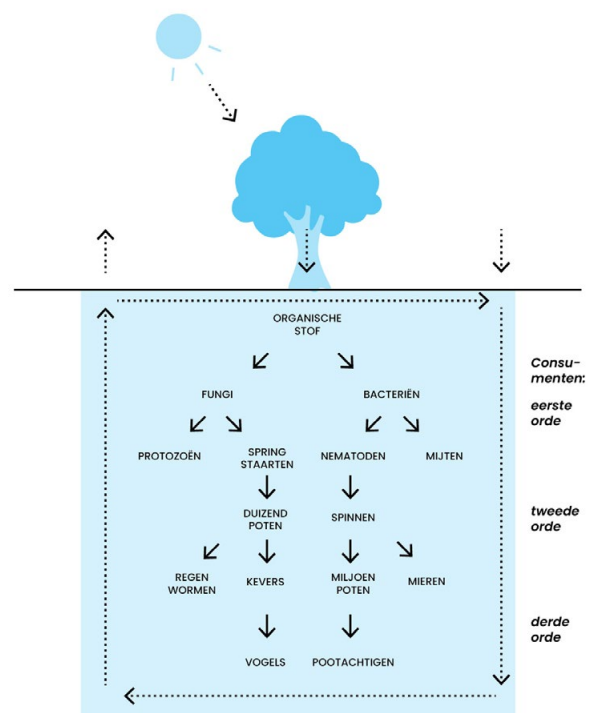 ORGANISCHE
STOF
Consu-
menten:
FUNGI
BACTERIËN
eerste
orde
PROTOZOËN
SPRING
STAARTEN
NEMATODEN
MIJTEN
DUIZEND
POTEN
SPINNEN
tweede
orde
REGEN
WORMEN
KEVERS
MILJOEN
POTEN
MIEREN
derde
orde
VOGELS
POOTACHTIGEN